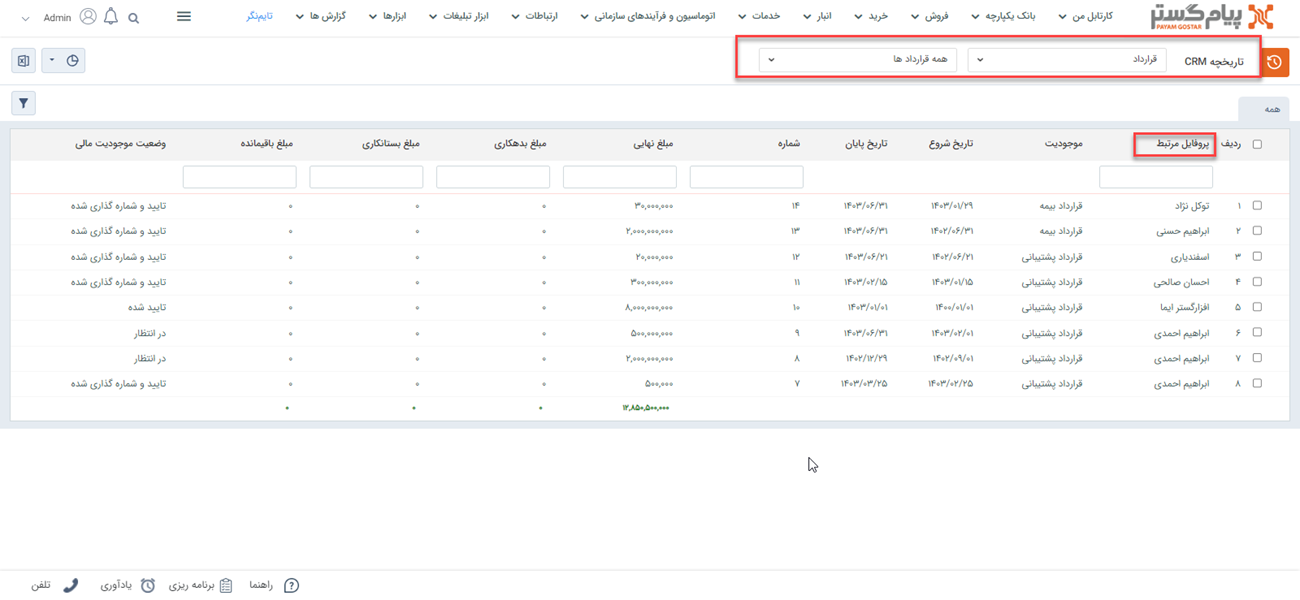 پیام گستر
PAYAM GOSTAR
کارتابل من
بانک یکپارچه
فروش
خرید
انبار
خدمات
اتوماسیون و فرآیندهای سازمانی
ارتباطات
ابزار تبلیغات
ابزارها
گزارش ها
تایم‌نگر
Admin
تاریخچه CRM
قرارداد
همه قرارداد ها
همه
ردیف پروفایل مرتبط موجودیت تاریخ شروع تاریخ پایان شماره مبلغ نهایی مبلغ بدهکاری مبلغ بستانکاری مبلغ باقیمانده وضعیت موجودیت مالی
۱ توکل نژاد قرارداد بیمه ۱۴۰۳/۰۱/۲۹ ۱۴۰۳/۰۶/۳۱ ۱۴ ۳۰,۰۰۰,۰۰۰ ۰ ۰ ۰ تایید و شماره گذاری شده
۲ ابراهیم حسنی قرارداد بیمه ۱۴۰۲/۰۶/۳۱ ۱۴۰۳/۰۶/۳۱ ۱۳ ۲,۰۰۰,۰۰۰,۰۰۰ ۰ ۰ ۰ تایید و شماره گذاری شده
۳ اسفندیاری قرارداد پشتیبانی ۱۴۰۲/۰۶/۲۱ ۱۴۰۳/۰۶/۲۱ ۱۲ ۲۰,۰۰۰,۰۰۰ ۰ ۰ ۰ تایید و شماره گذاری شده
۴ احسان صالحی قرارداد پشتیبانی ۱۴۰۳/۰۱/۱۵ ۱۴۰۳/۰۲/۱۵ ۱۱ ۳۰۰,۰۰۰,۰۰۰ ۰ ۰ ۰ تایید و شماره گذاری شده
۵ افزارگستر ایما قرارداد پشتیبانی ۱۴۰۰/۰۱/۰۱ ۱۴۰۳/۰۱/۰۱ ۱۰ ۸,۰۰۰,۰۰۰,۰۰۰ ۰ ۰ ۰ تایید شده
۶ ابراهیم احمدی قرارداد پشتیبانی ۱۴۰۳/۰۲/۰۱ ۱۴۰۳/۰۶/۳۱ ۹ ۵۰۰,۰۰۰,۰۰۰ ۰ ۰ ۰ در انتظار
۷ ابراهیم احمدی قرارداد پشتیبانی ۱۴۰۲/۰۹/۰۱ ۱۴۰۲/۱۲/۲۹ ۸ ۲,۰۰۰,۰۰۰,۰۰۰ ۰ ۰ ۰ در انتظار
۸ ابراهیم احمدی قرارداد پشتیبانی ۱۴۰۳/۰۲/۲۵ ۱۴۰۳/۰۳/۲۵ ۷ ۵۰۰,۰۰۰ ۰ ۰ ۰ تایید و شماره گذاری شده
۱۲,۸۵۰,۵۰۰,۰۰۰ ۰ ۰ ۰
راهنما
برنامه ریزی
یادآوری
تلفن